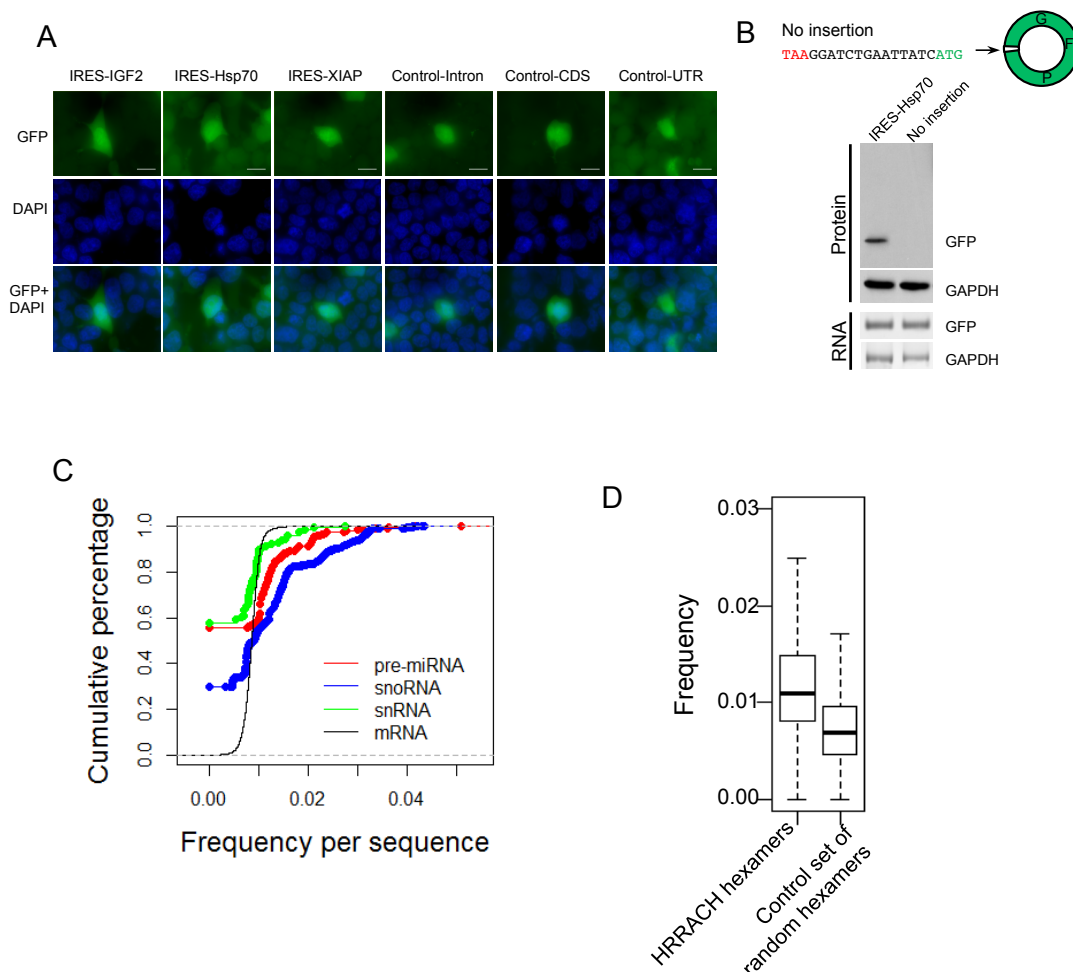 A
IRES-IGF2 IRES-Hsp70 IRES-XIAP Control-Intron Control-CDS Control-UTR
GFP
DAPI
GFP+
DAPI
B
No insertion
TAAGGATCTGAATTATCATG
G
F
P
IRES-Hsp70
No insertion
Protein
GFP
GAPDH
RNA
GFP
GAPDH
C
Cumulative percentage
1.0
0.8
0.6
0.4
0.2
0.0
pre-miRNA
snoRNA
snRNA
mRNA
0.00 0.02 0.04
Frequency per sequence
D
Frequency
0.03
0.02
0.01
0.00
HRRACH hexamers
Control set of
random hexamers